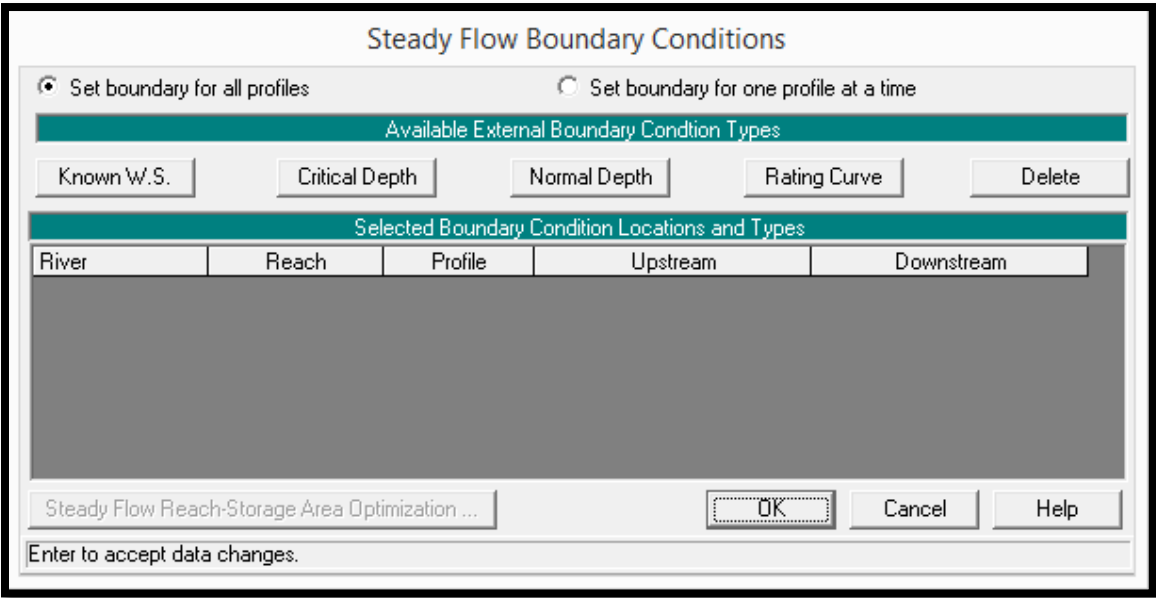 Steady Flow Boundary Conditions
Set boundary for all profiles Set boundary for one profile at a time
Available External Boundary Condtion Types
Known W.S. Critical Depth Normal Depth Rating Curve Delete
Selected Boundary Condition Locations and Types
River Reach Profile Upstream Downstream
Steady Flow Reach-Storage Area Optimization ... OK Cancel Help
Enter to accept data changes.